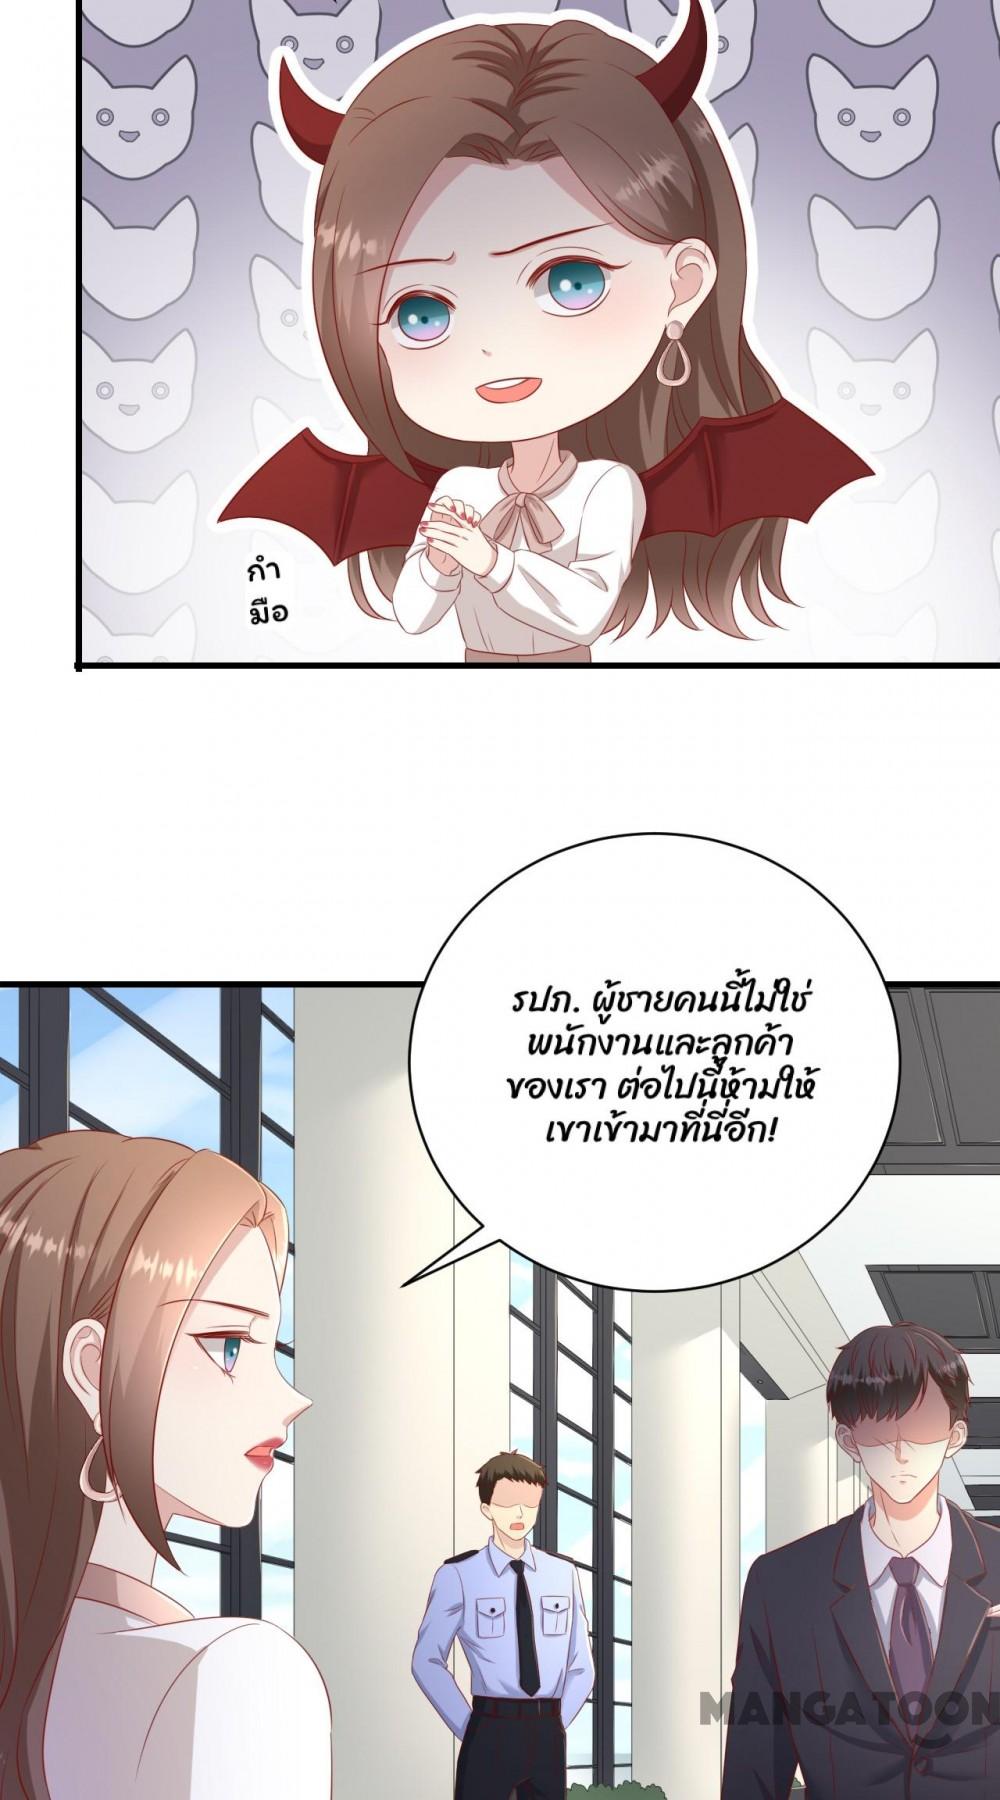 กำ
มือ
รปภ. ผู้ชายคนนี้ไม่ใช่
พนักงานและลูกค้า
ของเรา ต่อไปนี้ห้ามให้
เขาเข้ามาที่นี่อีก!
MANGATOON